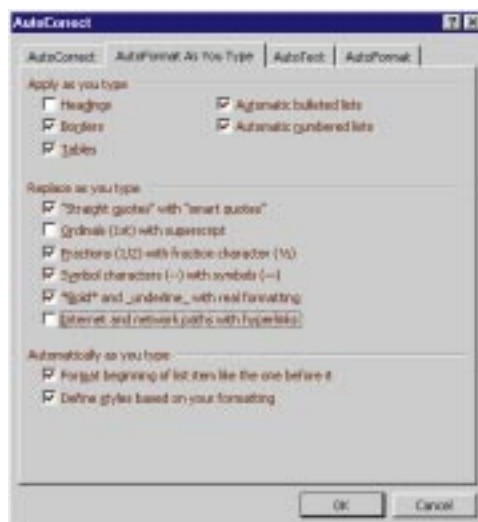 AutoCorrect
AutoCorrect AutoFormat As You Type AutoText AutoFormat
Apply as you type
Headings Automatic bulleted lists
Borders Automatic numbered lists
Tables
Replace as you type
"Straight quotes" with "smart quotes"
Ordinals (1st) with superscript
Fractions (1/2) with fraction character (½)
Symbol characters (--) with symbols (—)
*Bold* and _underline_ with real formatting
Internet and network paths with hyperlinks
Automatically as you type
Format beginning of list item like the one before it
Define styles based on your formatting
OK Cancel